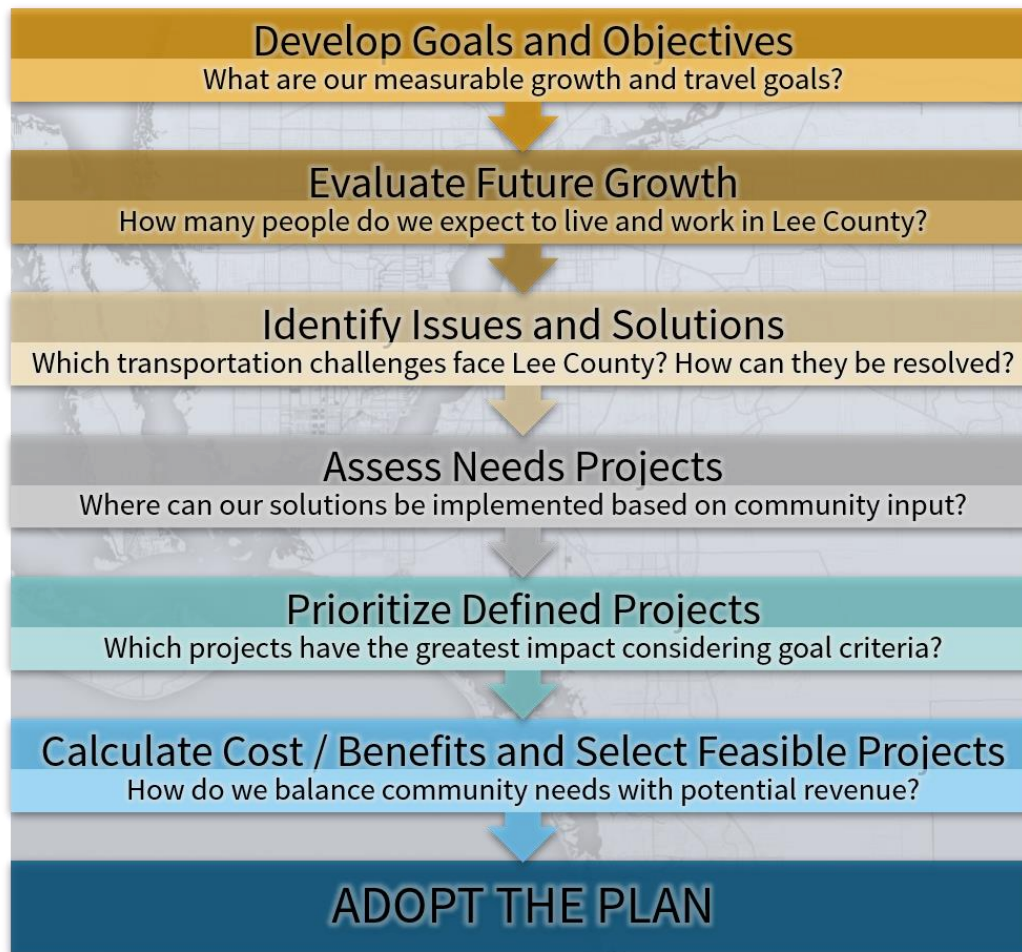 Develop Goals and Objectives
What are our measurable growth and travel goals?
Evaluate Future Growth
How many people do we expect to live and work in Lee County?
Identify Issues and Solutions
Which transportation challenges face Lee County? How can they be resolved?
Assess Needs Projects
Where can our solutions be implemented based on community input?
Prioritize Defined Projects
Which projects have the greatest impact considering goal criteria?
Calculate Cost / Benefits and Select Feasible Projects
How do we balance community needs with potential revenue?
ADOPT THE PLAN